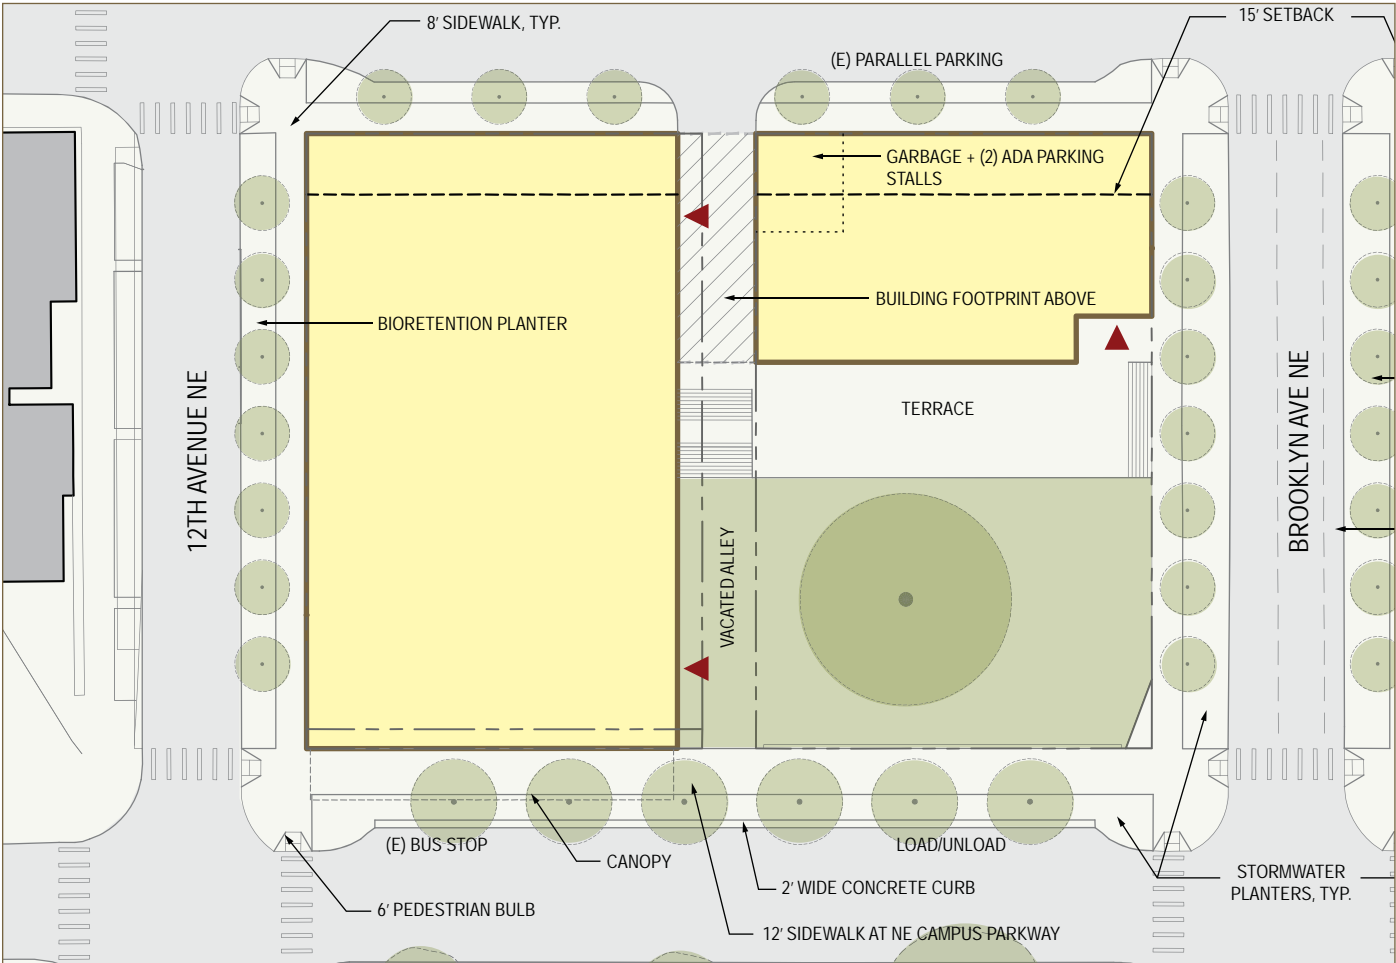 8' SIDEWALK, TYP.
15' SETBACK
(E) PARALLEL PARKING
GARBAGE + (2) ADA PARKING
STALLS
BUILDING FOOTPRINT ABOVE
BIORETENTION PLANTER
12TH AVENUE NE
TERRACE
BROOKLYN AVE NE
VACATED ALLEY
(E) BUS STOP
LOAD/UNLOAD
CANOPY
2' WIDE CONCRETE CURB
STORMWATER
PLANTERS, TYP.
6' PEDESTRIAN BULB
12' SIDEWALK AT NE CAMPUS PARKWAY